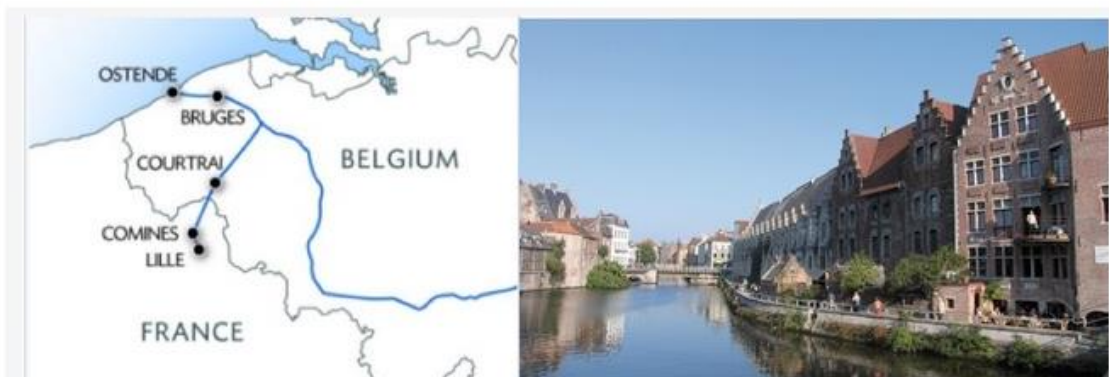 OSTENDE
BRUGES
BELGIUM
COURTRAI
COMINES
LILLE
FRANCE